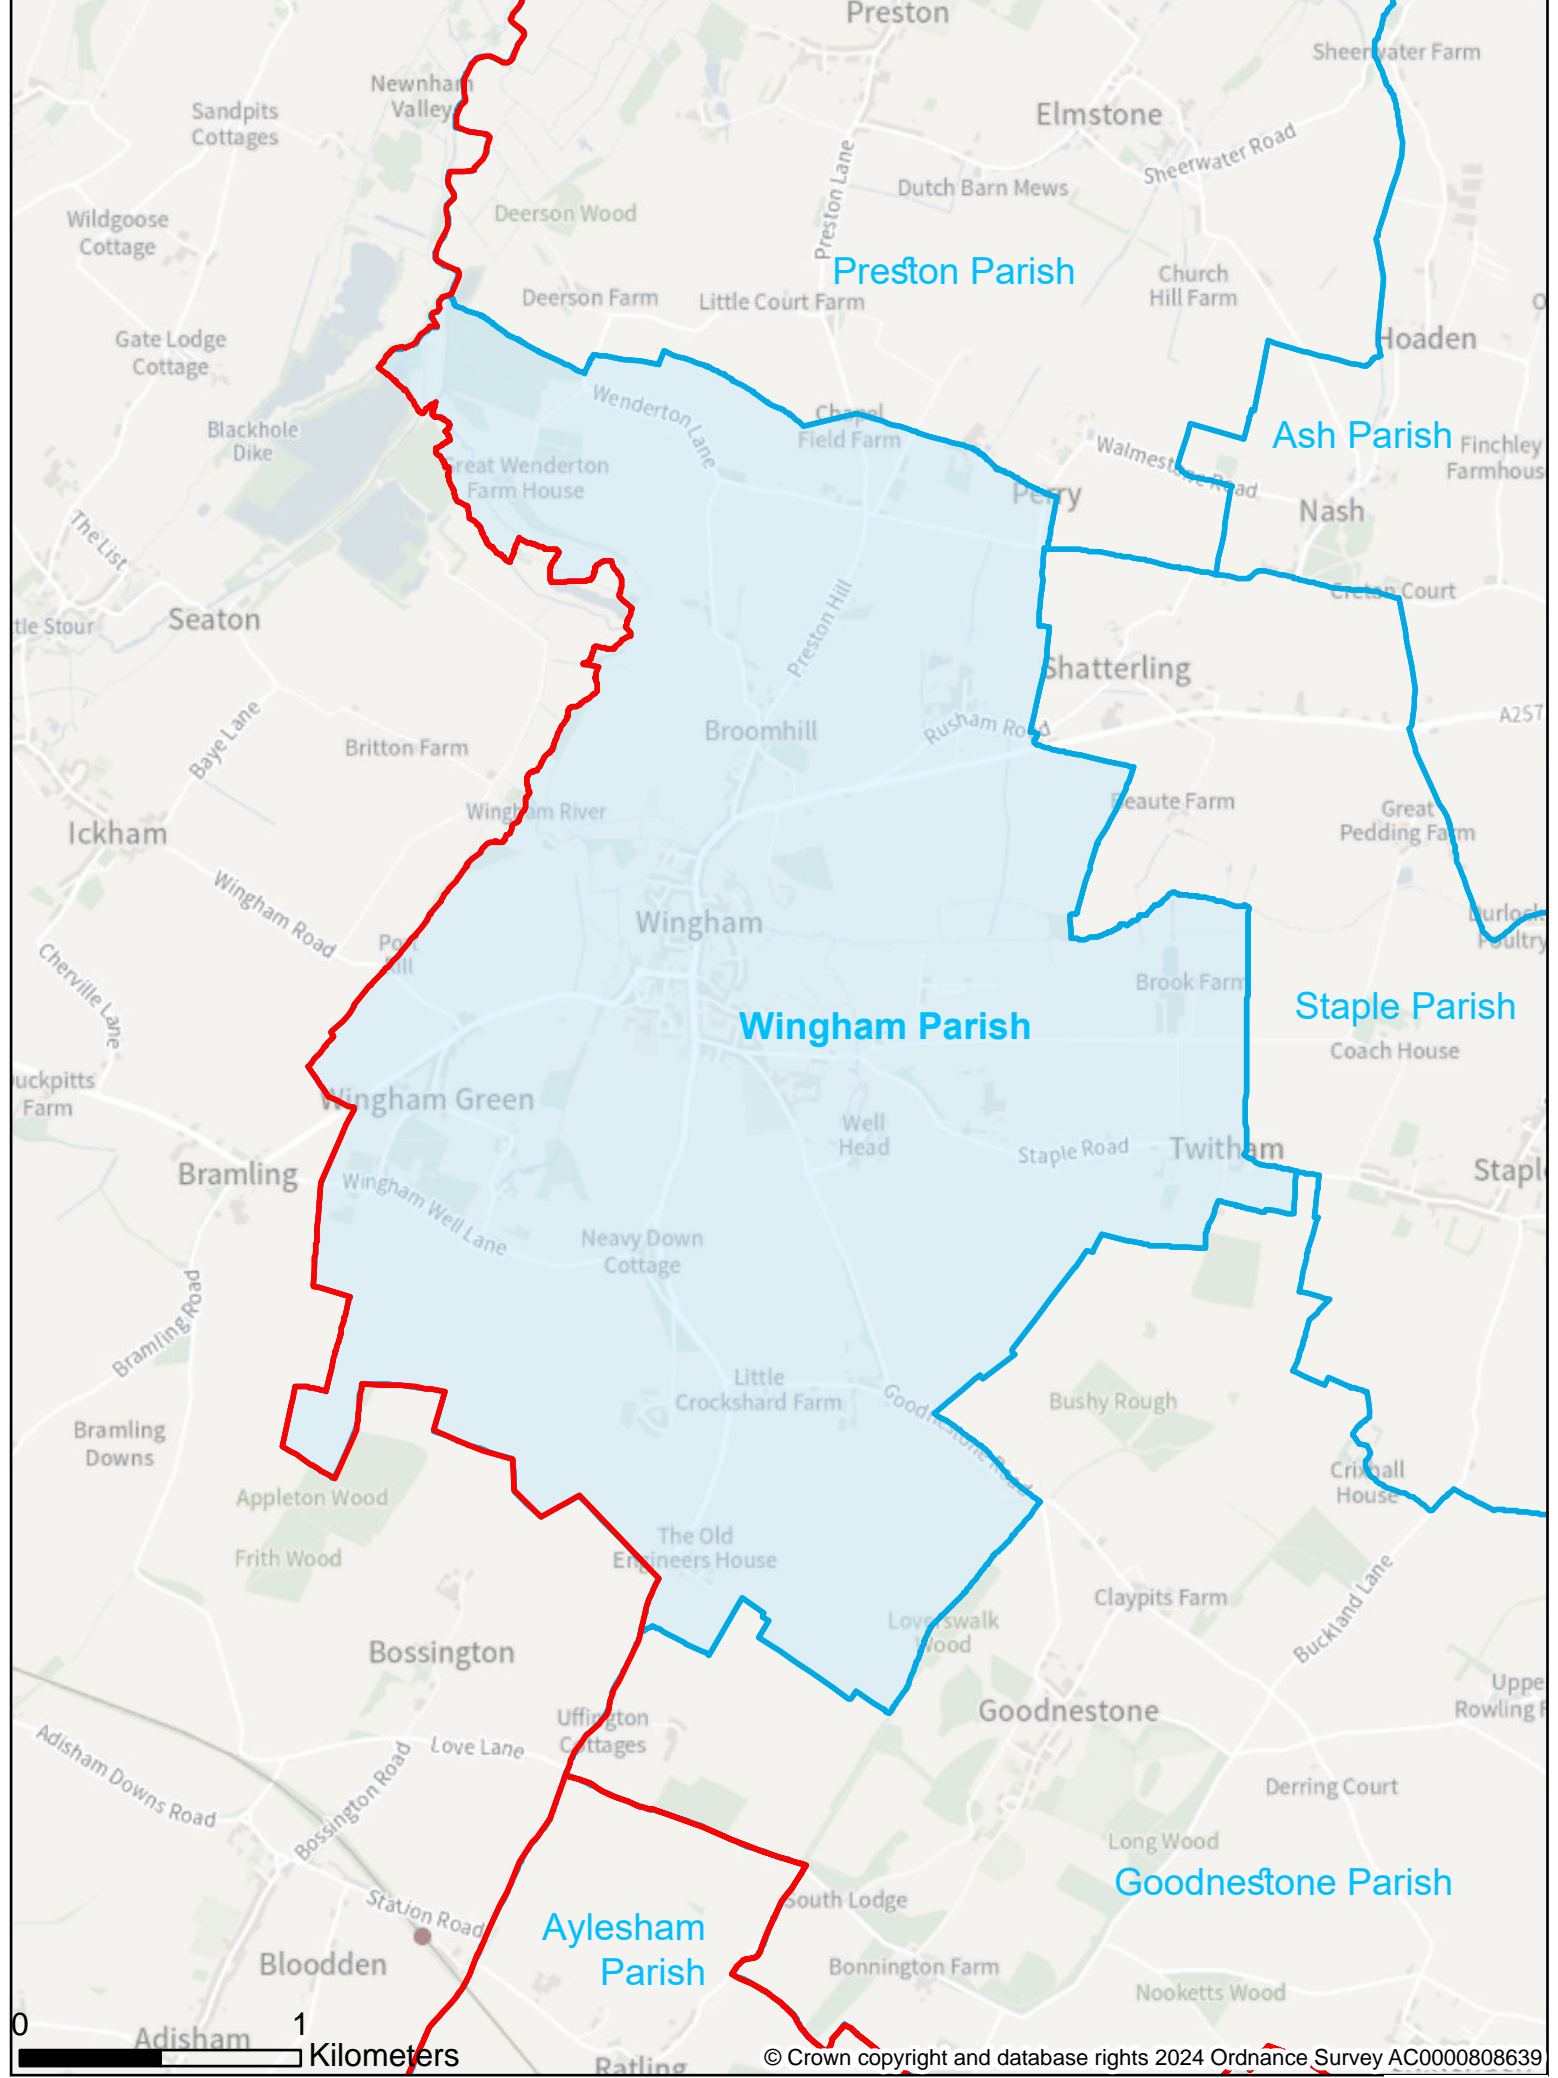 Preston
Sheerwater Farm
Newnham
Valley
Sandpits
Cottages
Elmstone
Sheerwater Road
Preston Lane
Dutch Barn Mews
Deerson Wood
Wildgoose
Cottage
Preston Parish
Church
Hill Farm
Deerson Farm
Little Court Farm
Hoaden
Gate Lodge
Cottage
Wenderton Lane
Chapel
Field Farm
Blackhole
Dike
Ash Parish
Finchley
Walmestone Road
Great Wenderton
Farm House
Perry
Nash
The List
Cretan Court
Seaton
Preston Hill
Shatterling
A257
Baye Lane
Britton Farm
Broomhill
Rusham Road
Wingham River
Beaute Farm
Great
Pedding Farm
Ickham
Wingham Road
Wingham
Poultry
Cherville Lane
Brook Farm
Staple Parish
Wingham Parish
Coach House
Farm
Wingham Green
Well
Head
Staple Road
Twitham
Bramling
Wingham Well Lane
Neavy Down
Cottage
Bramling Road
Little
Crockshard Farm
Goodnestone Road
Bushy Rough
Bramling
Downs
Crixhall
House
Appleton Wood
The Old
Engineers House
Frith Wood
Claypits Farm
Buckland Lane
Loverswalk
Wood
Bossington
Goodnestone
Uffington
Cottages
Love Lane
Adisham Downs Road
Bossington Road
Derring Court
Long Wood
Goodnestone Parish
South Lodge
Station Road
Aylesham
Parish
Bloodden
Bonnington Farm
Nooketts Wood
0 1
Kilometers
Adisham
Ratling
© Crown copyright and database rights 2024 Ordnance Survey AC0000808639